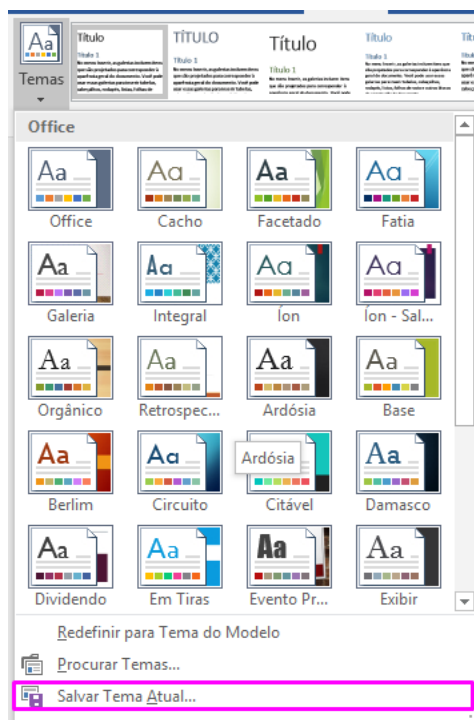 Aa
Temas
Título
Título 1
TÍTULO
Título 1
Título
Título 1
Título
Título 1
Office
Aa Aa Aa Aa
Office Cacho Facetado Fatia
Aa Aa Aa Aa
Galeria Integral Íon Íon - Sal...
Aa Aa Aa Aa
Orgânico Retrospec... Ardósia Base
Aa Aa Aa
Ardósia
Berlim Circuito Citável Damasco
Aa Aa Aa Aa
Dividendo Em Tiras Evento Pr... Exibir
Redefinir para Tema do Modelo
Procurar Temas...
Salvar Tema Atual...